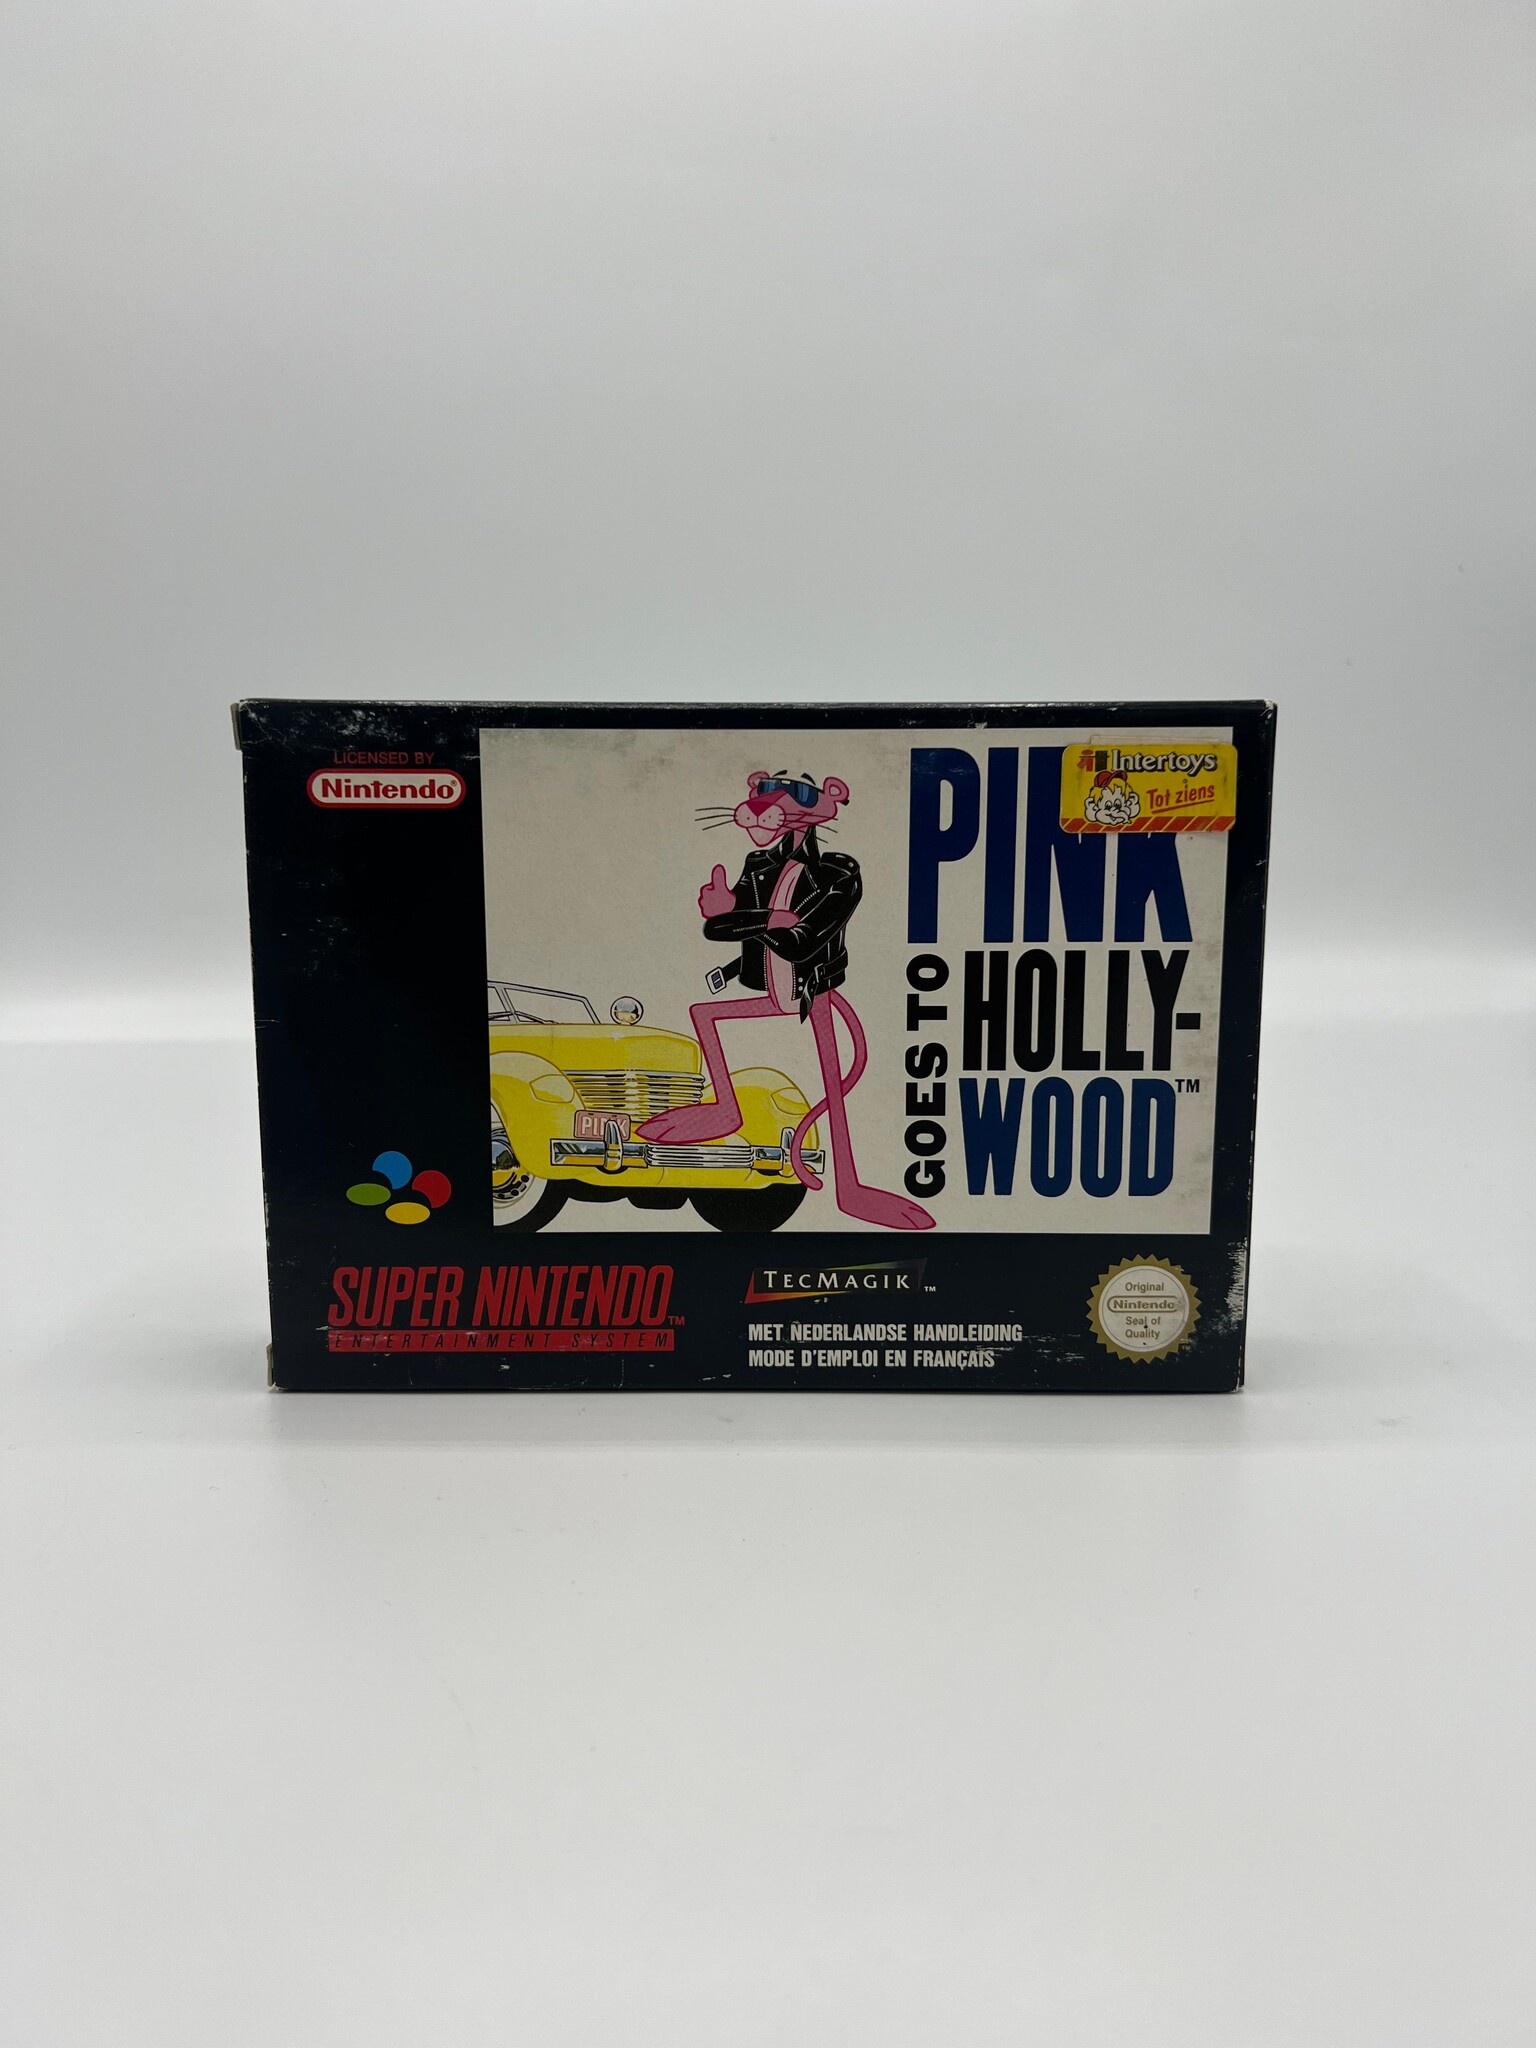 LICENSED BY
Nintendo®
PINK
Intertoys
Tot ziens
GOES TO
HOLLY-
WOOD™
PINK
SUPER NINTENDO™
ENTERTAINMENT SYSTEM
TECMAGIK™
MET NEDERLANDSE HANDLEIDING
MODE D'EMPLOI EN FRANÇAIS
Original
Nintendo
Seal of
Quality